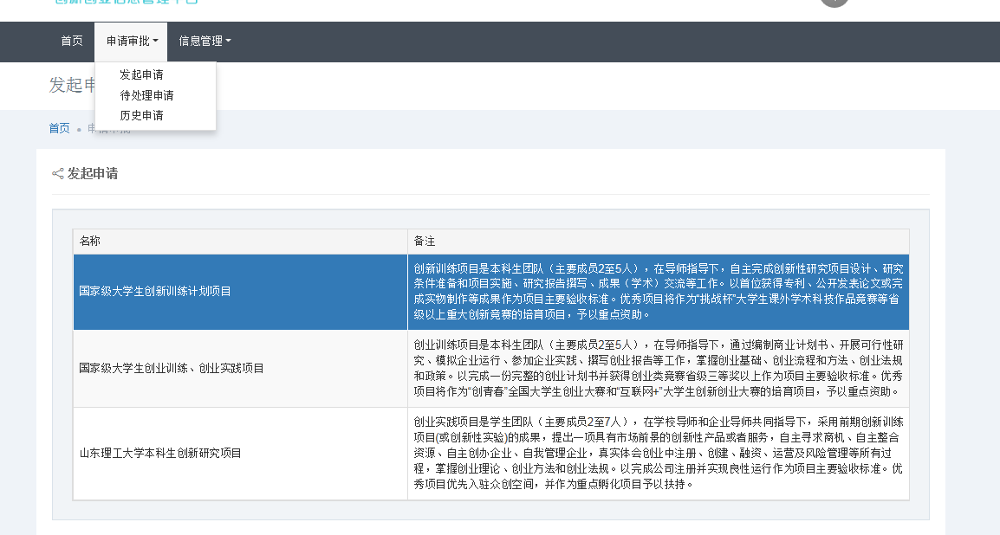 首页 申请审批 信息管理
发起申请
待处理申请
历史申请
发起申
首页
发起申请
名称 备注
国家级大学生创新训练计划项目
创新训练项目是本科生团队（主要成员2至5人），在导师指导下，自主完成创新性研究项目设计、研究
条件准备和项目实施、研究报告撰写、成果（学术）交流等工作。以首位获得专利、公开发表论文或完
成实物制作等成果作为项目主要验收标准。优秀项目将作为“挑战杯”大学生课外学术科技作品竞赛等省
级以上重大创新竞赛的培育项目，予以重点资助。
国家级大学生创业训练、创业实践项目
创业训练项目是本科生团队（主要成员2至5人），在导师指导下，通过编制商业计划书、开展可行性研
究、模拟企业运行、参加企业实践、撰写创业报告等工作，掌握创业基础、创业流程和方法、创业法规
和政策。以完成一份完整的创业计划书并获得创业类竞赛省级三等奖以上作为项目主要验收标准。优秀
项目将作为“创青春”全国大学生创业大赛和“互联网+”大学生创新创业大赛的培育项目，予以重点资助。
山东理工大学本科生创新研究项目
创业实践项目是学生团队（主要成员2至7人），在学校导师和企业导师共同指导下，采用前期创新训练
项目(或创新性实验)的成果，提出一项具有市场前景的创新性产品或者服务，自主寻求商机、自主整合
资源、自主创办企业、自我管理企业，真实体会创业中注册、创建、融资、运营及风险管理等所有过
程，掌握创业理论、创业方法和创业法规。以完成公司注册并实现良性运行作为项目主要验收标准。优
秀项目优先入驻众创空间，并作为重点孵化项目予以扶持。